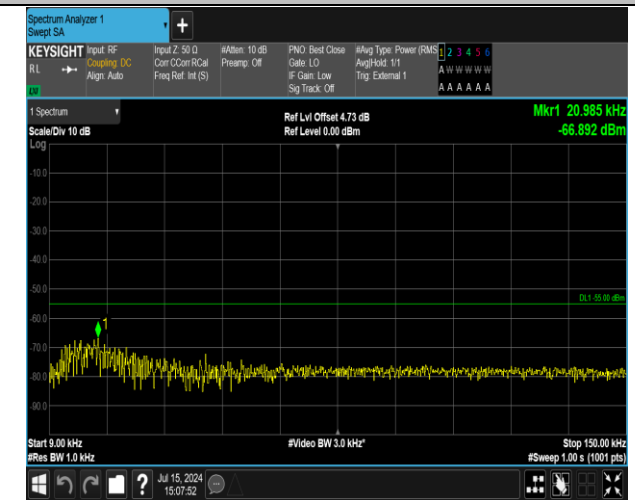 Spectrum Analyzer 1
Swept SA
KEYSIGHT Input: RF
RL
Coupling: DC
Align: Auto
Input Z: 50 Ω
Corr CCorr RCal
Freq Ref: Int (S)
#Atten: 10 dB
Preamp: Off
PNO: Best Close
Gate: LO
IF Gain: Low
Sig Track: Off
#Avg Type: Power (RMS
Avg|Hold: 1/1
Trig: External 1
1 2 3 4 5 6
A W W W W W
A A A A A A
1 Spectrum
Scale/Div 10 dB
Log
Ref Lvl Offset 4.73 dB
Ref Level 0.00 dBm
Mkr1 20.985 kHz
-66.892 dBm
-10.0
-20.0
-30.0
-40.0
-50.0
DL1 -55.00 dBm
-60.0
1
-70.0
-80.0
-90.0
Start 9.00 kHz
#Res BW 1.0 kHz
#Video BW 3.0 kHz*
Stop 150.00 kHz
#Sweep 1.00 s (1001 pts)
?
Jul 15, 2024
15:07:52